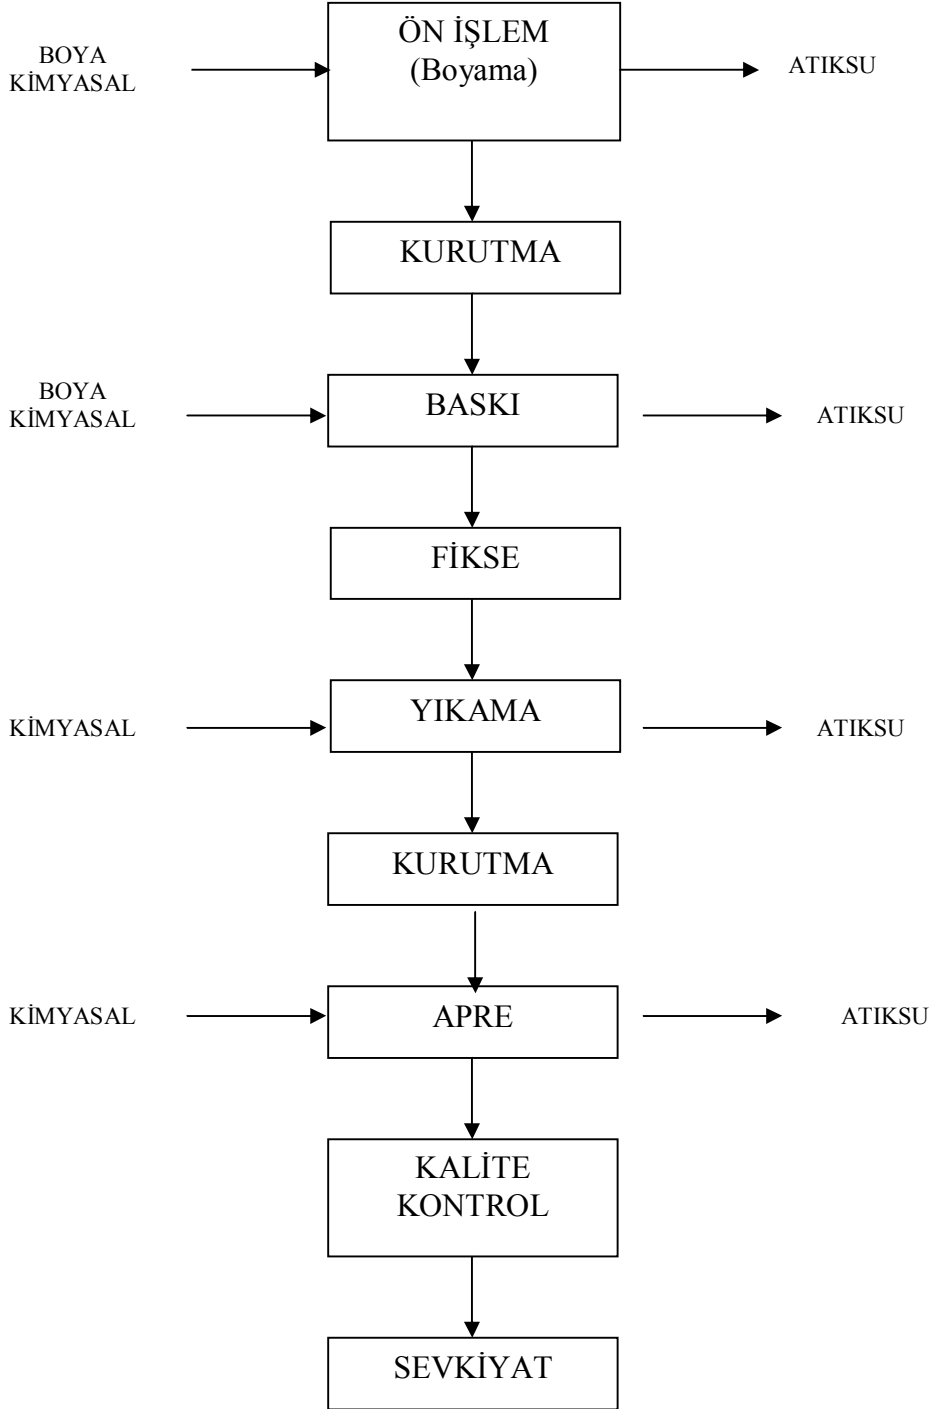 BOYA
KİMYASAL
ÖN İŞLEM
(Boyama)
ATIKSU
KURUTMA
BOYA
KİMYASAL
BASKI
ATIKSU
FİKSE
KİMYASAL
YIKAMA
ATIKSU
KURUTMA
KİMYASAL
APRE
ATIKSU
KALİTE
KONTROL
SEVKİYAT